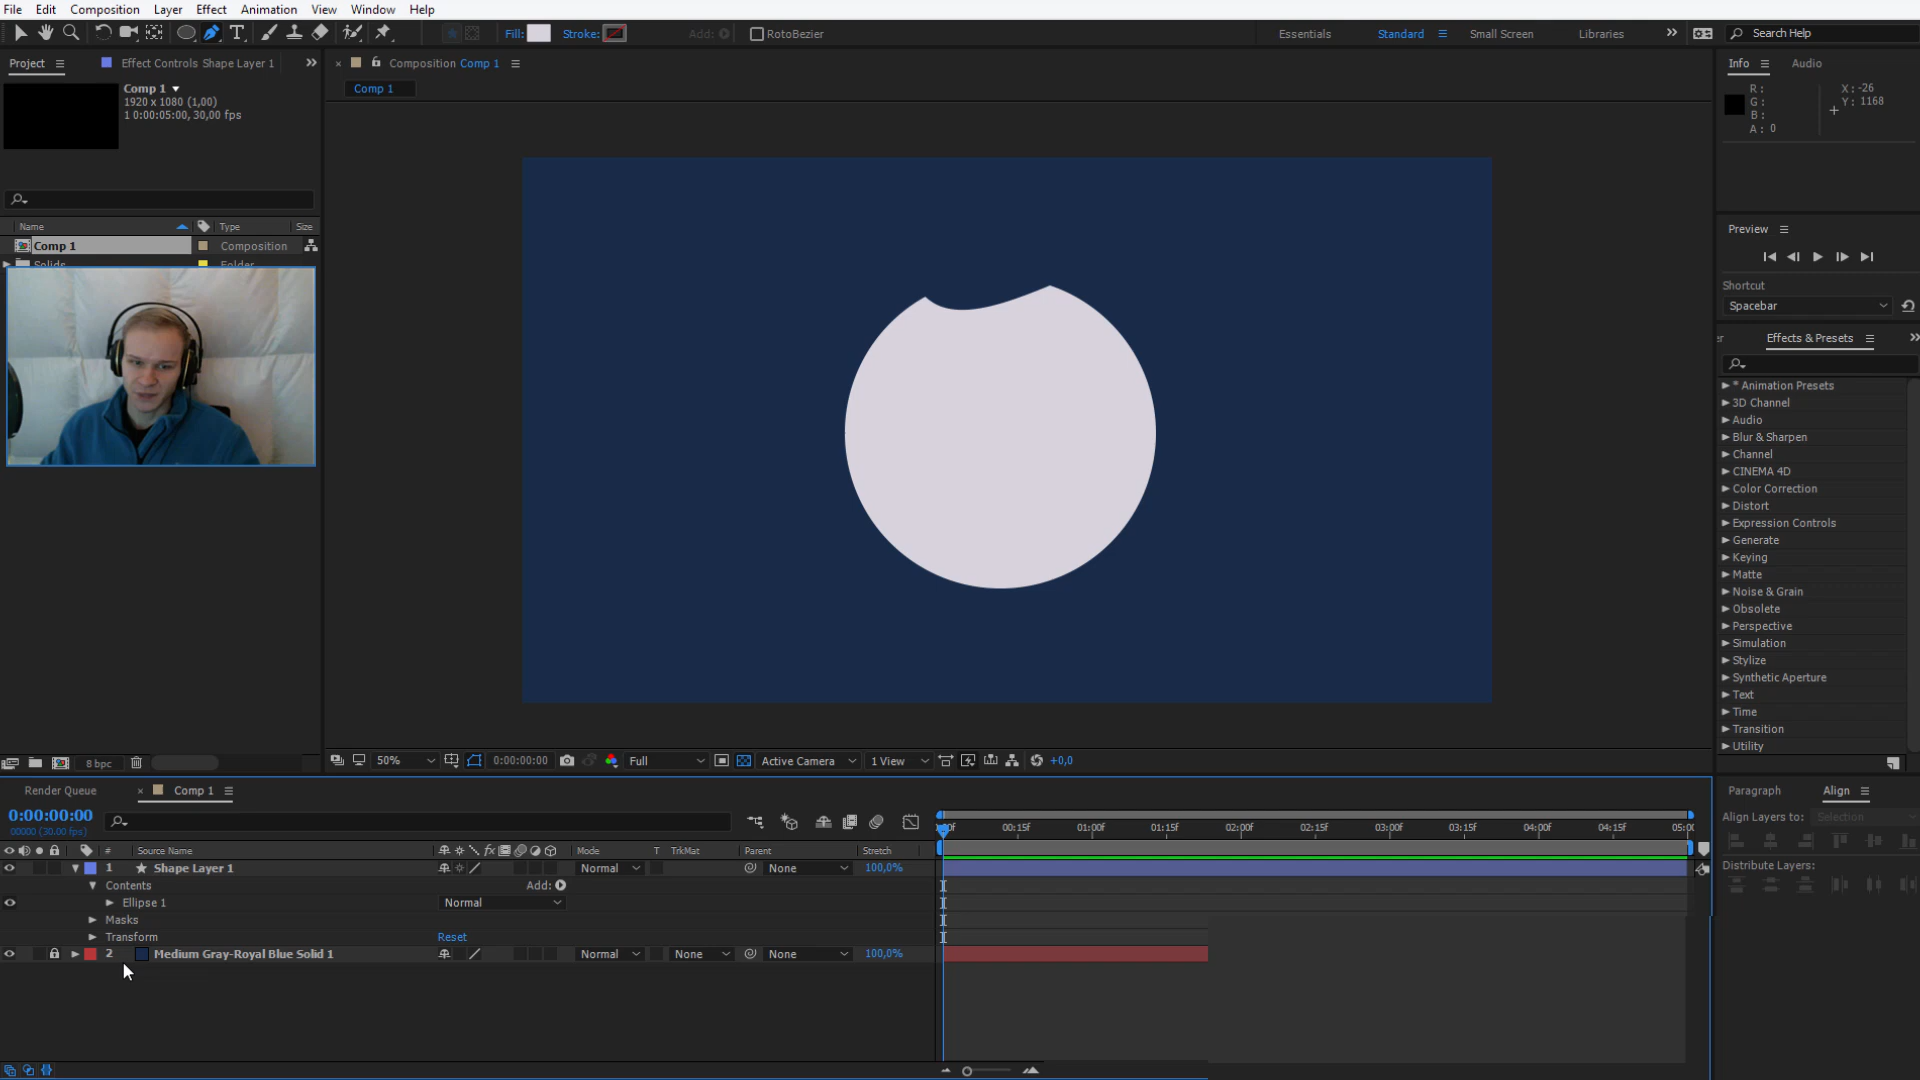 File Edit Composition Layer Effect Animation View Window Help
Fill: Stroke: Add: RotoBezier Essentials Standard Small Screen Libraries Search Help
Project Effect Controls Shape Layer 1 Composition Comp 1 Info Audio
Comp 1
1920 x 1080 (1,00)
1 0:00:05:00, 30,00 fps
Comp 1
R: X: -26
G: Y: 1168
B:
A: 0
Name Type Size
Comp 1 Composition
Solids Folder
Preview
Shortcut
Spacebar
Effects & Presets
* Animation Presets
3D Channel
Audio
Blur & Sharpen
Channel
CINEMA 4D
Color Correction
Distort
Expression Controls
Generate
Keying
Matte
Noise & Grain
Obsolete
Perspective
Simulation
Stylize
Synthetic Aperture
Text
Time
Transition
Utility
8 bpc 50% 0:00:00:00 Full Active Camera 1 View +0,0
Render Queue Comp 1 Paragraph Align
0:00:00:00
00000 (30.00 fps)
00:15f 01:00f 01:15f 02:00f 02:15f 03:00f 03:15f 04:00f 04:15f
Align Layers to: Selection
Distribute Layers:
# Source Name Mode T TrkMat Parent Stretch
1 Shape Layer 1 Normal None 100,0%
Contents Add:
Ellipse 1 Normal
Masks
Transform Reset
2 Medium Gray-Royal Blue Solid 1 Normal None None 100,0%